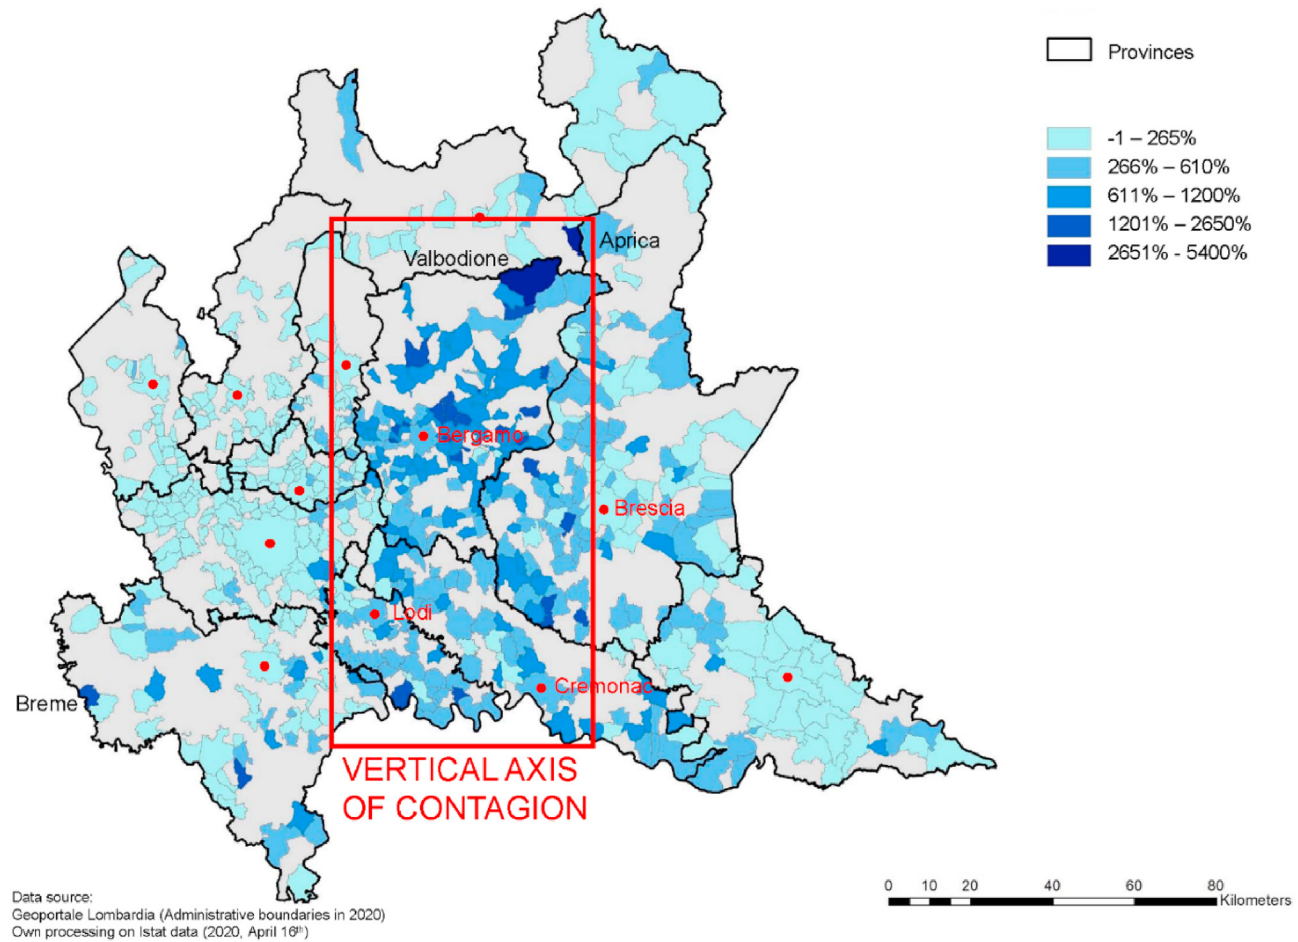 Provinces
-1 – 265%
266% – 610%
611% – 1200%
1201% – 2650%
2651% - 5400%
Aprica
Valbodione
Bergamo
Brescia
Lodi
Cremonac
Breme
VERTICAL AXIS
OF CONTAGION
Data source:
Geoportale Lombardia (Administrative boundaries in 2020)
Own processing on Istat data (2020, April 16th)
0 10 20 40 60 80
Kilometers